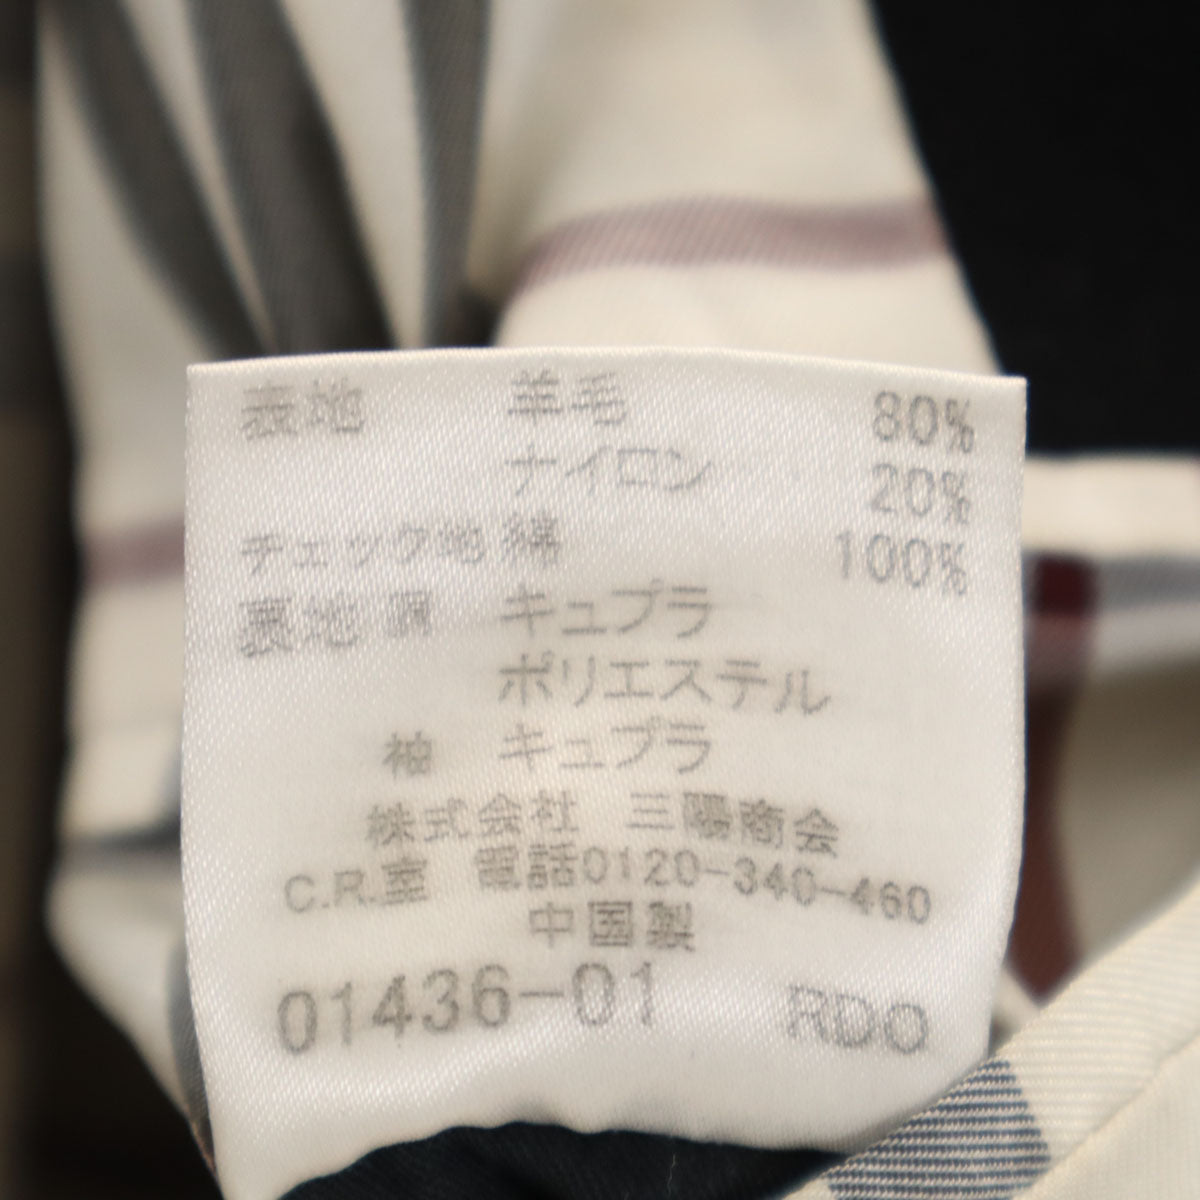 表地 羊毛 80%
ナイロン 20%
チェック地 綿 100%
裏地 胴 キュプラ
ポリエステル
袖 キュプラ
株式会社 三陽商会
C.R.室 電話0120-340-460
中国製
01436-01 RDO